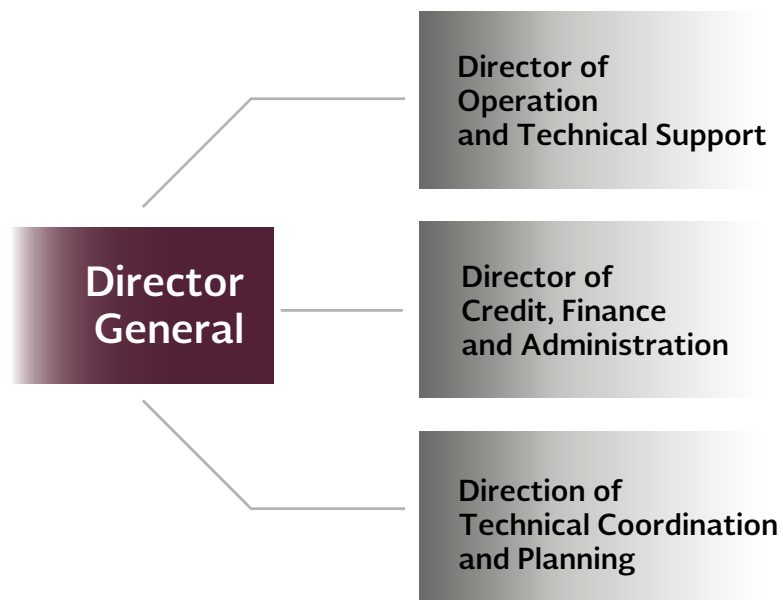 Director of
Operation
and Technical Support
Director
General
Director of
Credit, Finance
and Administration
Direction of
Technical Coordination
and Planning